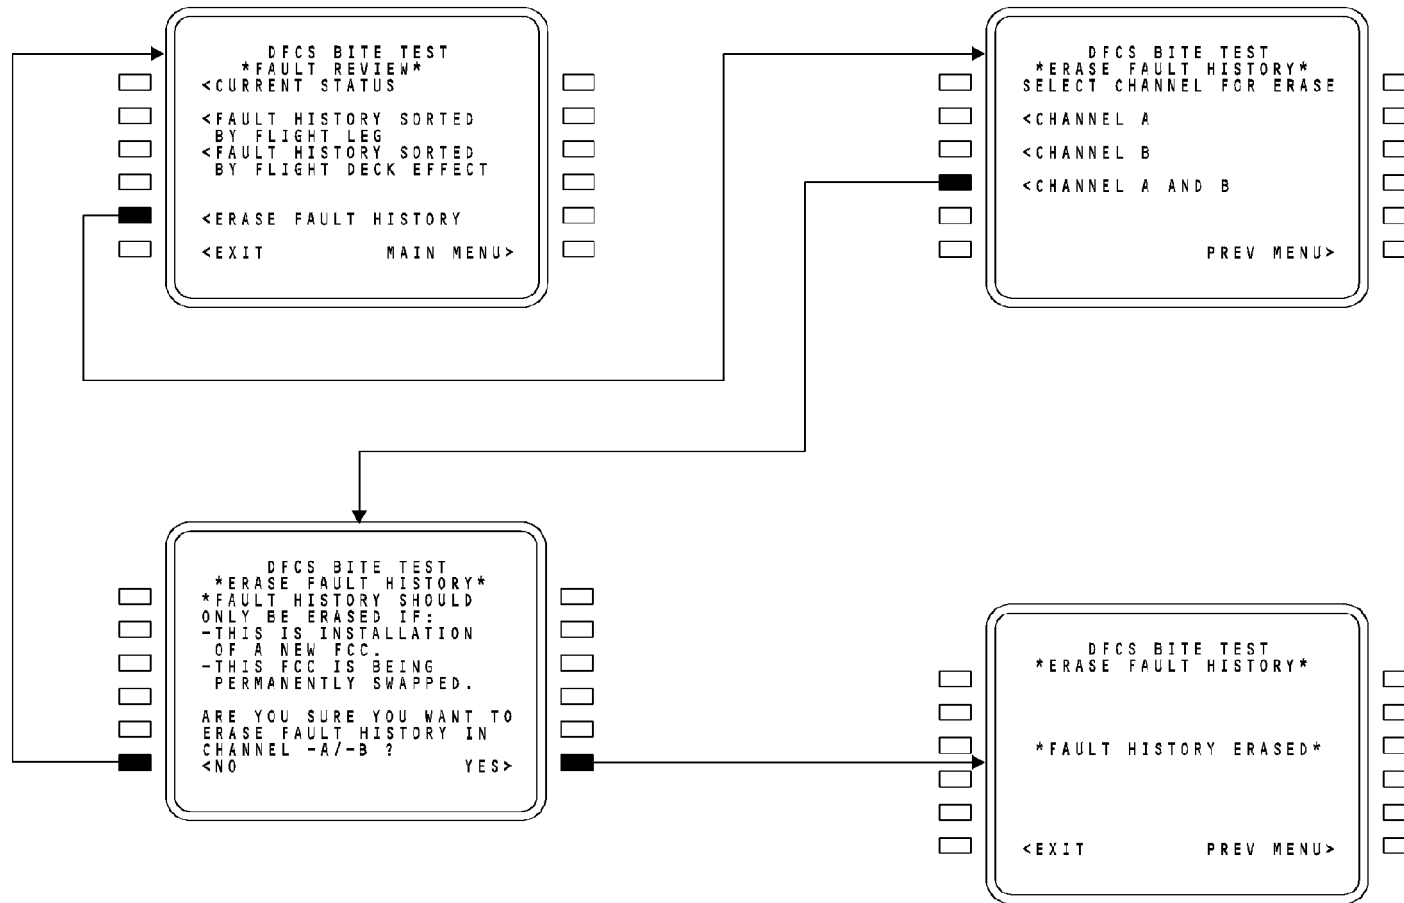 DFCS BITE TEST
*FAULT REVIEW*
<CURRENT STATUS
<FAULT HISTORY SORTED
BY FLIGHT LEG
<FAULT HISTORY SORTED
BY FLIGHT DECK EFFECT
<ERASE FAULT HISTORY
<EXIT MAIN MENU>
DFCS BITE TEST
*ERASE FAULT HISTORY*
SELECT CHANNEL FOR ERASE
<CHANNEL A
<CHANNEL B
<CHANNEL A AND B
PREV MENU>
DFCS BITE TEST
*ERASE FAULT HISTORY*
*FAULT HISTORY SHOULD
ONLY BE ERASED IF:
-THIS IS INSTALLATION
OF A NEW FCC.
-THIS FCC IS BEING
PERMANENTLY SWAPPED.
ARE YOU SURE YOU WANT TO
ERASE FAULT HISTORY IN
CHANNEL -A/-B ?
<NO YES>
DFCS BITE TEST
*ERASE FAULT HISTORY*
*FAULT HISTORY ERASED*
<EXIT PREV MENU>